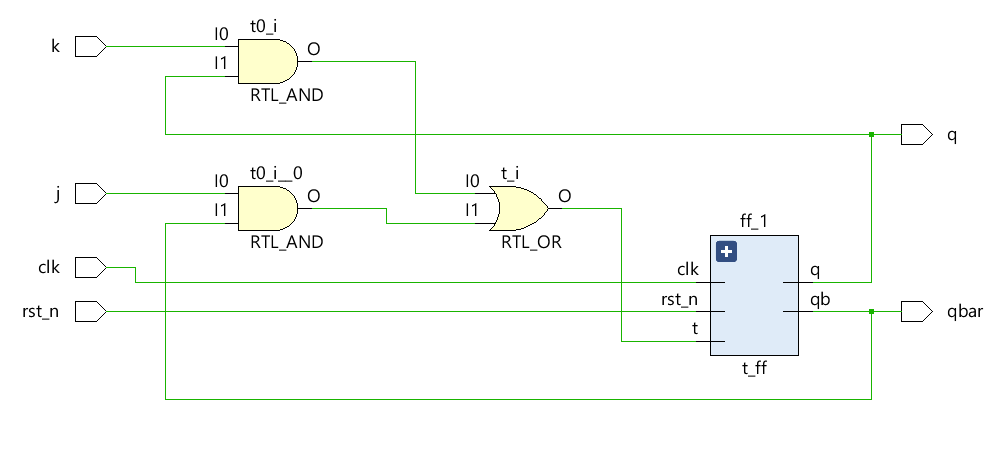 t0_i
k
I0
I1
O
RTL_AND
q
t0_i__0
j
I0
I1
O
RTL_AND
t_i
I0
I1
O
RTL_OR
ff_1
clk
clk
q
rst_n
rst_n
qb
qbar
t
t_ff